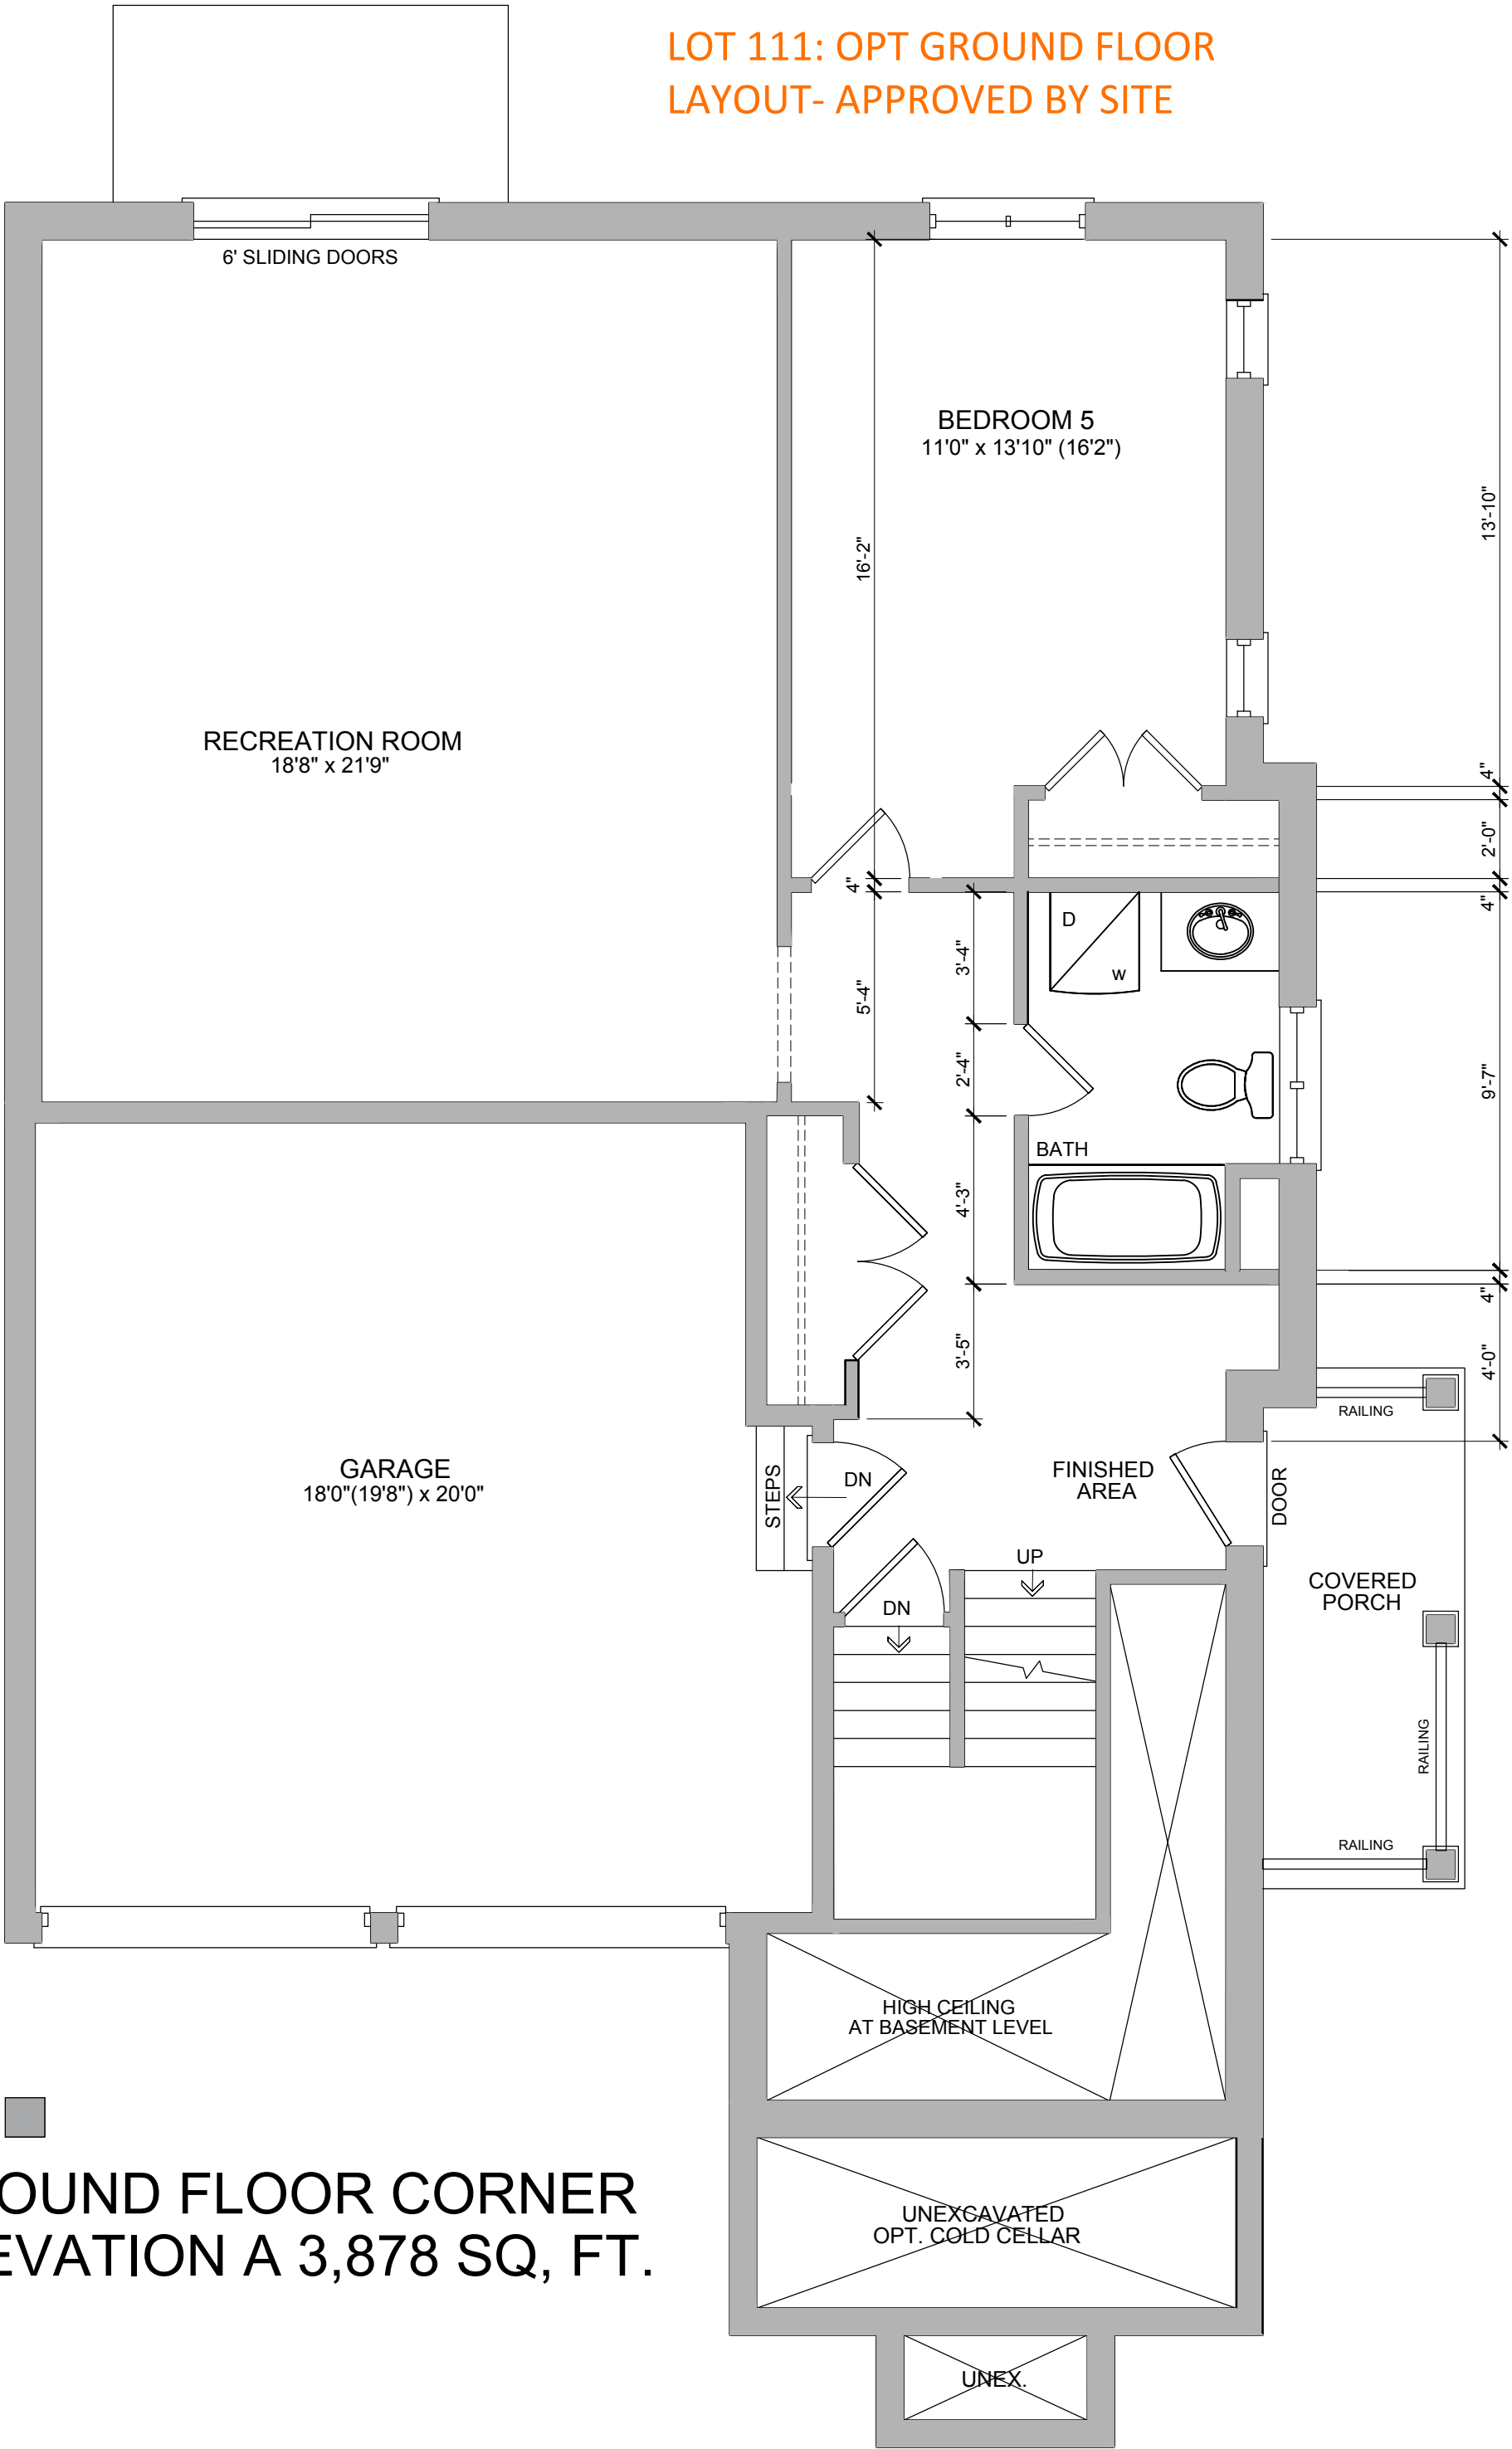 LOT 111: OPT GROUND FLOOR
LAYOUT- APPROVED BY SITE
6' SLIDING DOORS
BEDROOM 5
11'0" x 13'10" (16'2")
13'-10"
16'-2"
RECREATION ROOM
18'8" x 21'9"
4"
2'-0"
4"
4"
D
W
3'-4"
5'-4"
2'-4"
9'-7"
BATH
4'-3"
4"
3'-5"
4'-0"
RAILING
GARAGE
18'0"(19'8") x 20'0"
STEPS
DN
FINISHED
AREA
DOOR
UP
DN
COVERED
PORCH
RAILING
RAILING
HIGH CEILING
AT BASEMENT LEVEL
OUND FLOOR CORNER
EVATION A 3,878 SQ, FT.
UNEXCAVATED
OPT. COLD CELLAR
UNEX.